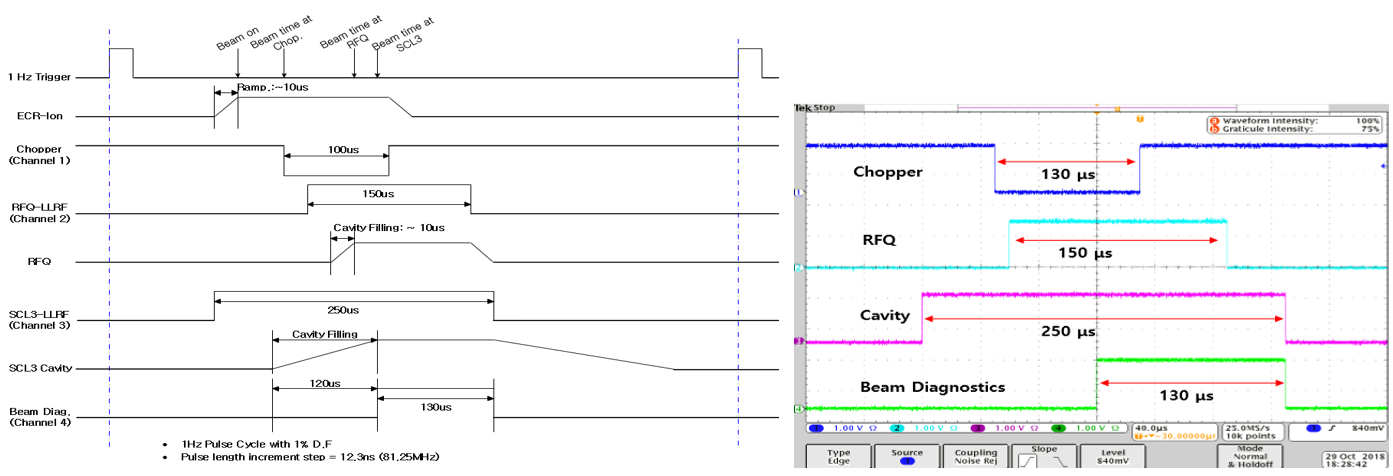 Beam on
Beam time at
Chop.
Beam time at
RFQ
Beam time at
SCL3
1 Hz Trigger
Ramp.:~10us
ECR-Ion
Chopper
(Channel 1)
100us
150us
RFQ-LLRF
(Channel 2)
Cavity Filling: ~ 10us
RFQ
SCL3-LLRF
(Channel 3)
250us
Cavity Filling
SCL3 Cavity
120us
130us
Beam Diag.
(Channel 4)
• 1Hz Pulse Cycle with 1% D.F
• Pulse length increment step = 12.3ns (81.25MHz)
Tek Stop
a Waveform Intensity: 100%
b Graticule Intensity: 75%
Chopper
130 μs
RFQ
150 μs
Cavity
250 μs
Beam Diagnostics
130 μs
1 1.00 V Ω 2 1.00 V Ω 3 1.00 V Ω 4 1.00 V Ω
40.0μs
25.0MS/s
10k points
1 840mV
Type
Edge
Source
1
Coupling
Noise Rej
Slope
Level
840mV
Mode
Normal
& Holdoff
29 Oct 2018
18:28:42